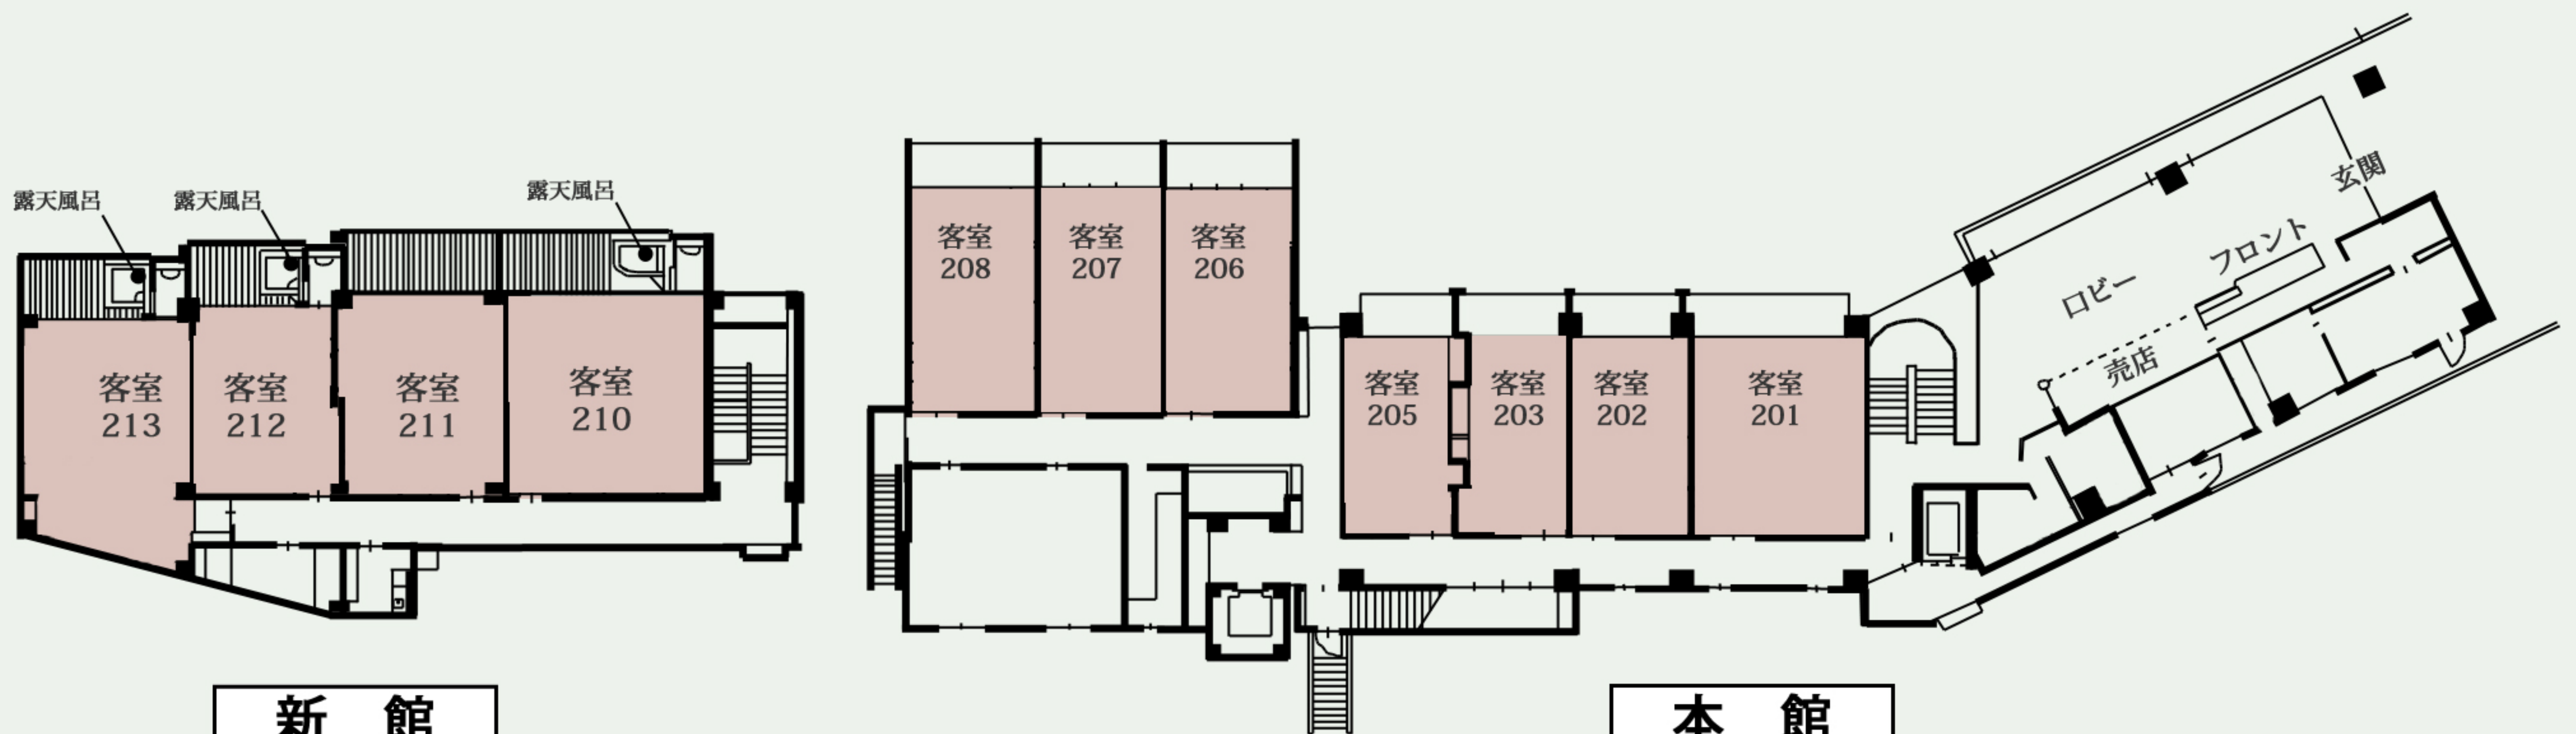 露天風呂
露天風呂
露天風呂
客室
213
客室
212
客室
211
客室
210
客室
208
客室
207
客室
206
客室
205
客室
203
客室
202
客室
201
玄関
フロント
ロビー
売店
新館
本館